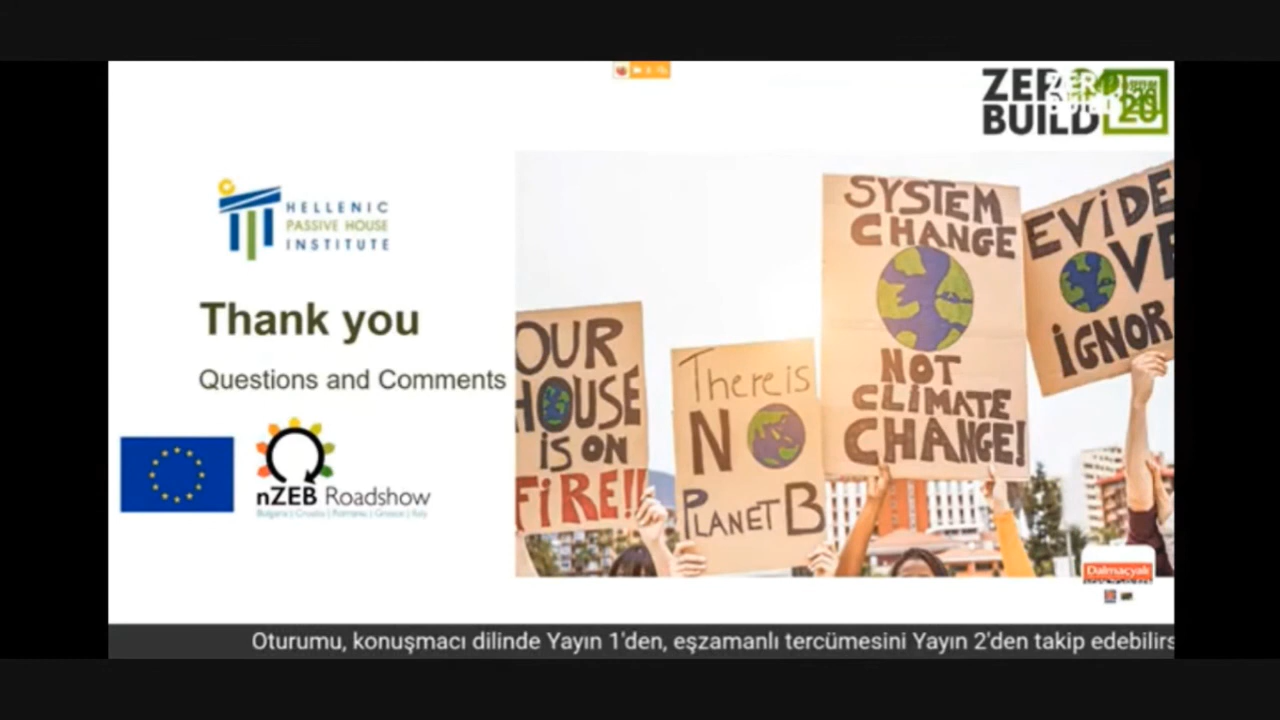 ZERO
BUILD
20
HELLENIC
PASSIVE HOUSE
INSTITUTE
Thank you
Questions and Comments
nZEB Roadshow
Bulgaria | Croatia | Romania | Greece | Italy
OUR
HOUSE
IS ON
FIRE!!
There is
NO
PLANET B
SYSTEM
CHANGE
NOT
CLIMATE
CHANGE!
EVIDE
OVE
IGNOR
Dalmaçyalı
Oturumu, konuşmacı dilinde Yayın 1'den, eşzamanlı tercümesini Yayın 2'den takip edebilirs